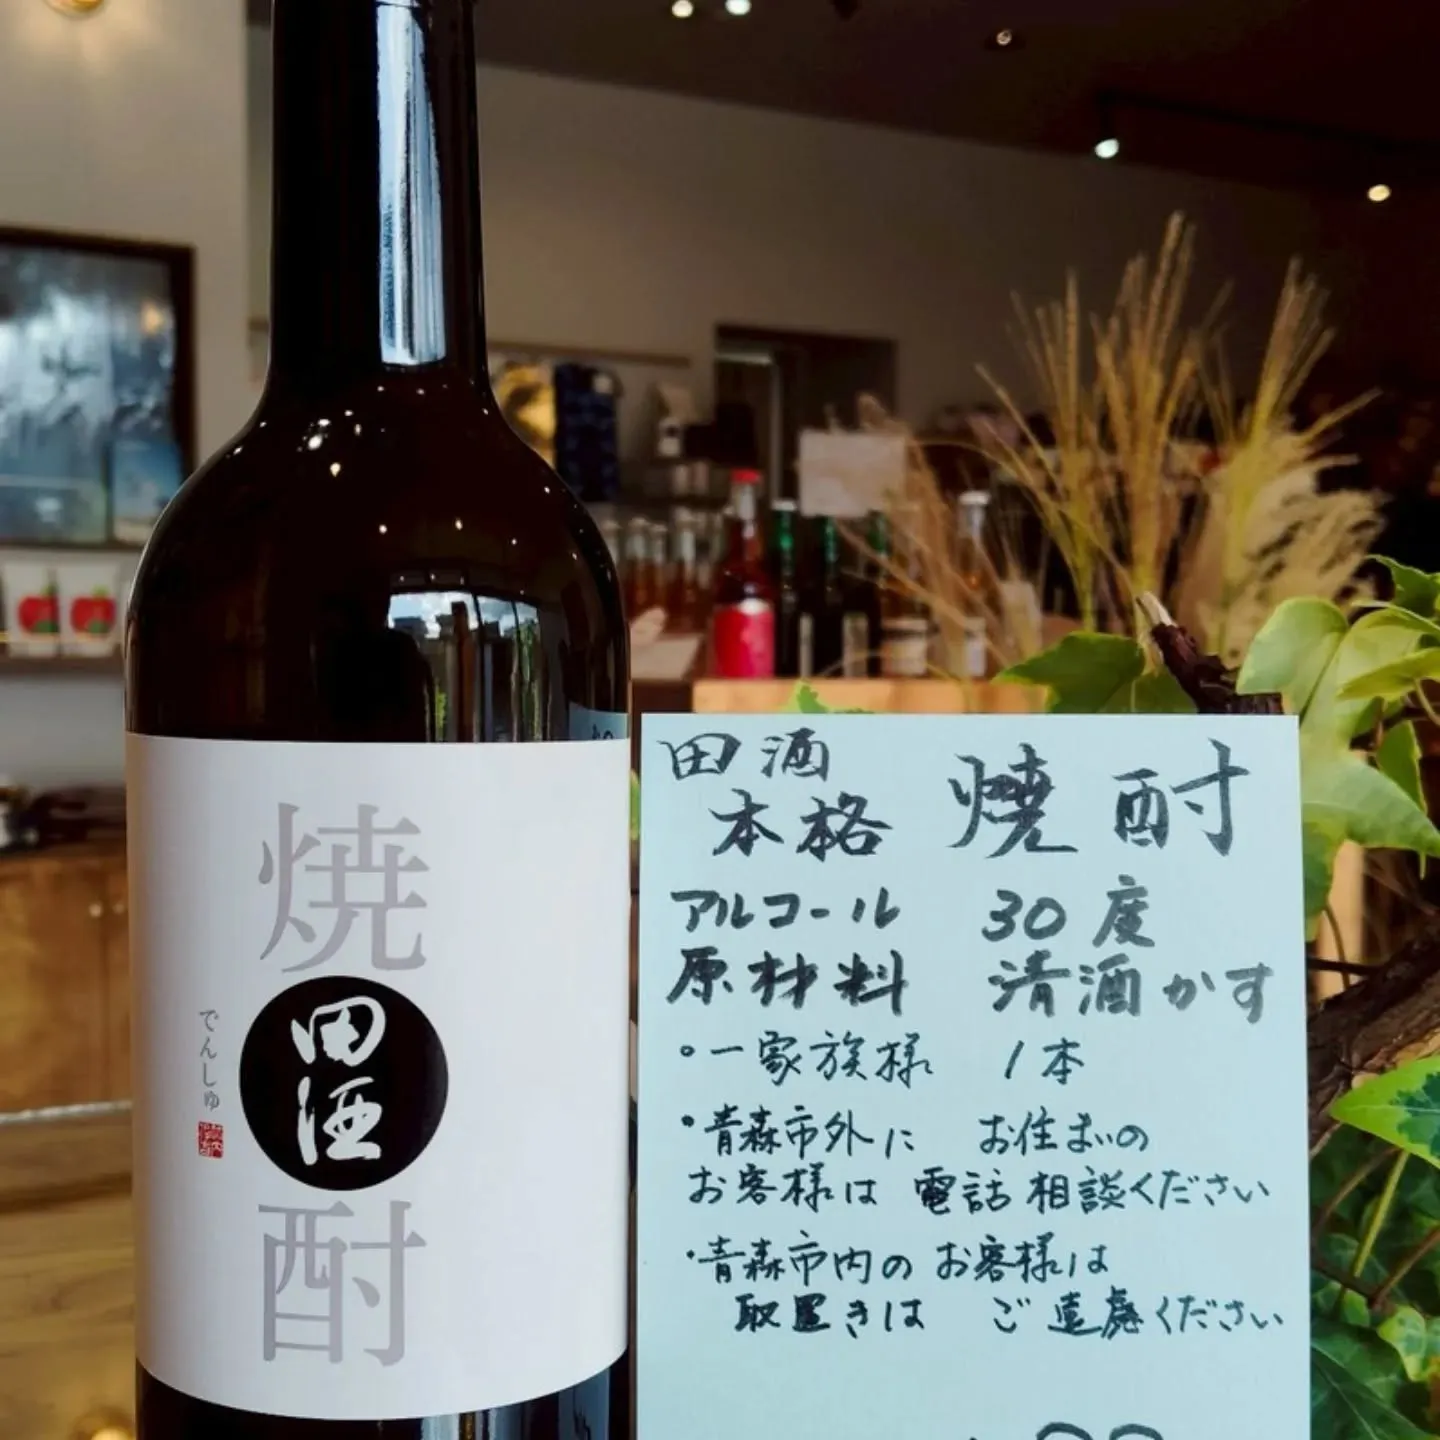 焼
田酒
酎
でんしゅ
田酒
本格 焼酎
アルコール 30度
原材料 清酒かす
・一家族様 1本
・青森市外に お住まいの
お客様は 電話相談ください
・青森市内の お客様は
取置きは ご遠慮ください